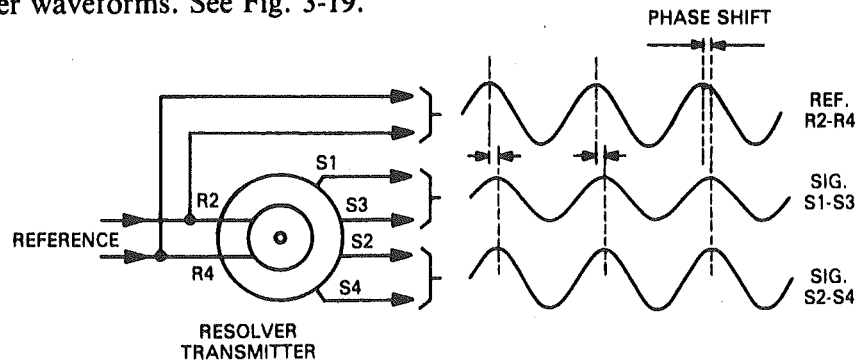 er waveforms. See Fig. 3-19.
PHASE SHIFT
REF.
R2-R4
S1
SIG.
S1-S3
R2
S3
REFERENCE
S2
R4
S4
SIG.
S2-S4
RESOLVER
TRANSMITTER